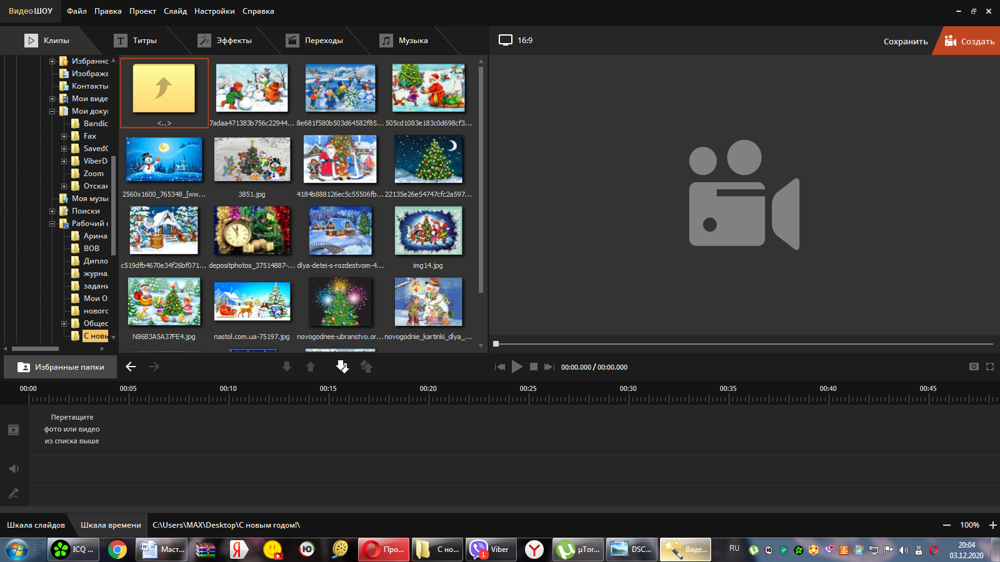 ВидеоШОУ Файл Правка Проект Слайд Настройки Справка
Клипы Титры Эффекты Переходы Музыка 16:9 Сохранить Создать
Избранно
Изображе
Контакты
Мои виде
Мои доку
Bandic
Fax
Saved
ViberD
Zoom
Отскан
Моя музы
Поиски
Рабочий с
Арина
ВОВ
Дипло
журна
задани
Мои О
нового
Общес
С новь
<..> 7adaa471383b756c22944... 8e681f580b503d64582f85... 505cd1083e183c0d698cf3...
2560x1600_765348_[ww... 3851.jpg 4184b888126ec5c55506fb... 22135e26e54747cfc2a597...
c519dfb4670e34f26bf071... depositphotos_37514887-... dlya-detei-s-rozdestvom-4... img14.jpg
N86B3A5A37FE4.jpg nastol.com.ua-75197.jpg novogodnee-ubranstvo.or... novogodnie_kartinki_dlya_...
Избранные папки 00:00.000 / 00:00.000
00:00 00:05 00:10 00:15 00:20 00:25 00:30 00:35 00:40 00:45
Перетащите
фото или видео
из списка выше
Шкала слайдов Шкала времени C:\Users\MAX\Desktop\С новым годом!\ 100%
ICQ ... Маст... Про... С но... Viber µTor... DSC... Виде... RU 20:04
03.12.2020